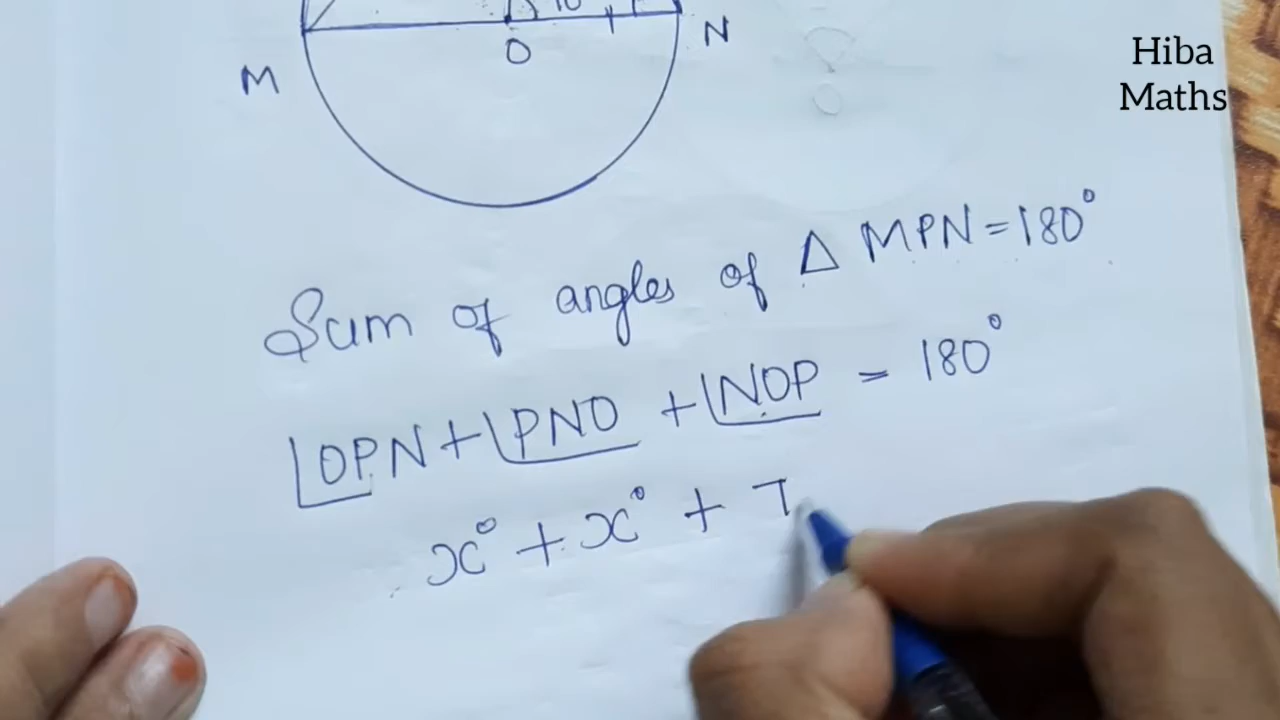 Hiba
Maths
O
N
M
Sum of angles of △ MPN = 180°
∠OPN + ∠PNO + ∠NOP = 180°
x° + x° + 7